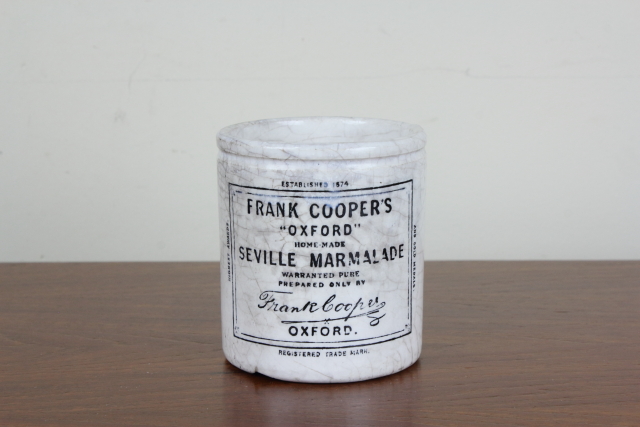 ESTABLISHED 1874
FRANK COOPER'S
"OXFORD"
HOME-MADE
SEVILLE MARMALADE
WARRANTED PURE
PREPARED ONLY BY
Frank Cooper
OXFORD.
REGISTERED TRADE MARK.